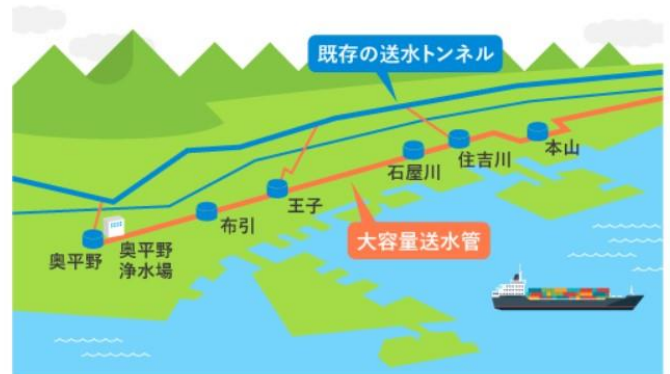 既存の送水トンネル
本山
住吉川
石屋川
王子
布引
大容量送水管
奥平野
奥平野
浄水場